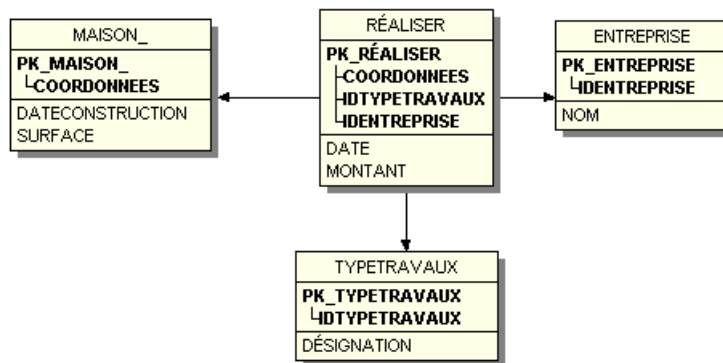 MAISON_
PK_MAISON_
COORDONNEES
DATECONSTRUCTION
SURFACE
RÉALISER
PK_RÉALISER
COORDONNEES
IDTYPETRAVAUX
IDENTREPRISE
DATE
MONTANT
ENTREPRISE
PK_ENTREPRISE
IDENTREPRISE
NOM
TYPETRAVAUX
PK_TYPETRAVAUX
IDTYPETRAVAUX
DÉSIGNATION